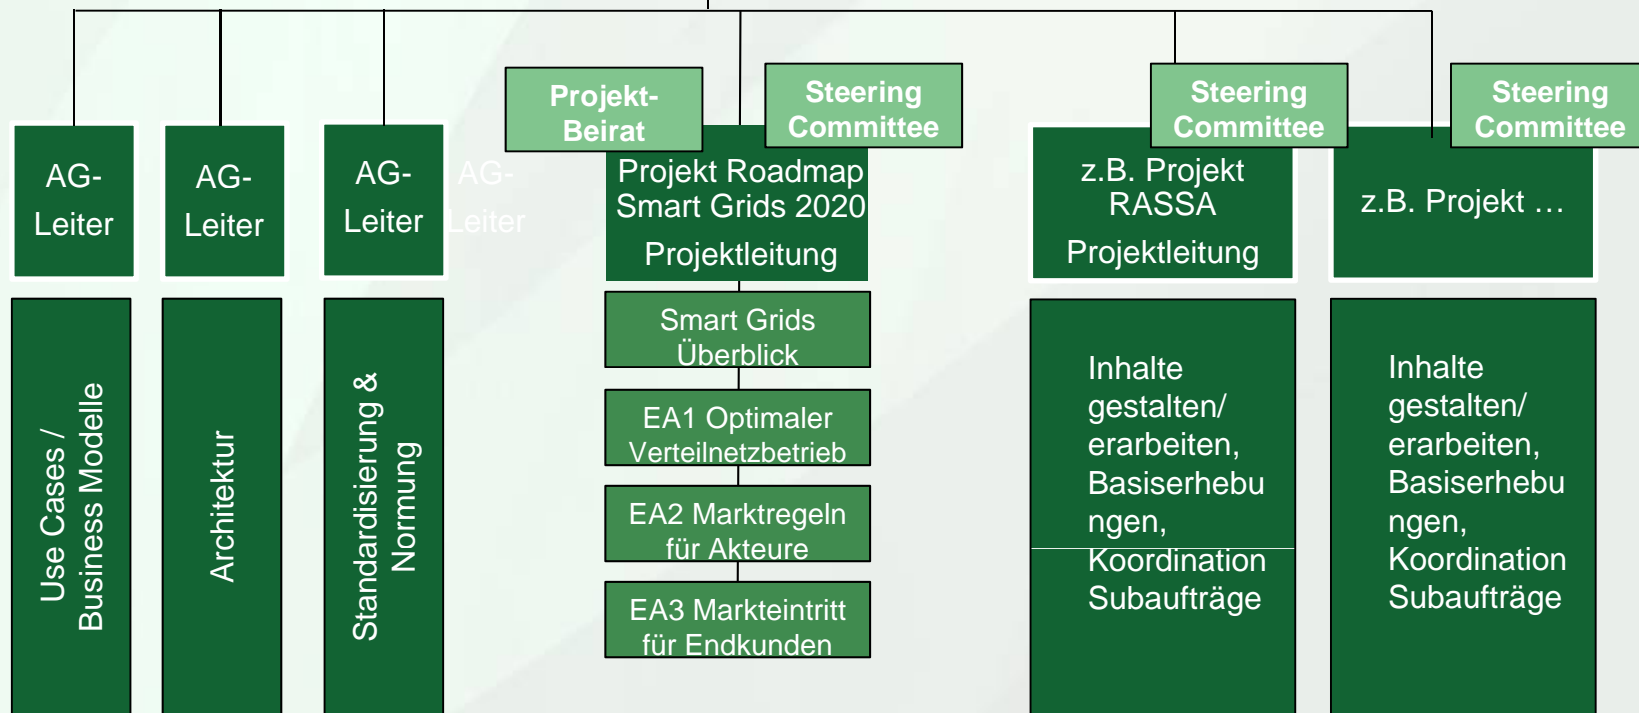 Projekt-
Beirat
Steering
Committee
Steering
Committee
Steering
Committee
AG-
Leiter
AG-
Leiter
AG-
Leiter
AG-
Leiter
Projekt Roadmap
Smart Grids 2020
Projektleitung
z.B. Projekt
RASSA
Projektleitung
z.B. Projekt …
Use Cases /
Business Modelle
Architektur
Standardisierung &
Normung
Smart Grids
Überblick
EA1 Optimaler
Verteilnetzbetrieb
EA2 Marktregeln
für Akteure
EA3 Markteintritt
für Endkunden
Inhalte
gestalten/
erarbeiten,
Basiserhebu
ngen,
Koordination
Subaufträge
Inhalte
gestalten/
erarbeiten,
Basiserhebu
ngen,
Koordination
Subaufträge